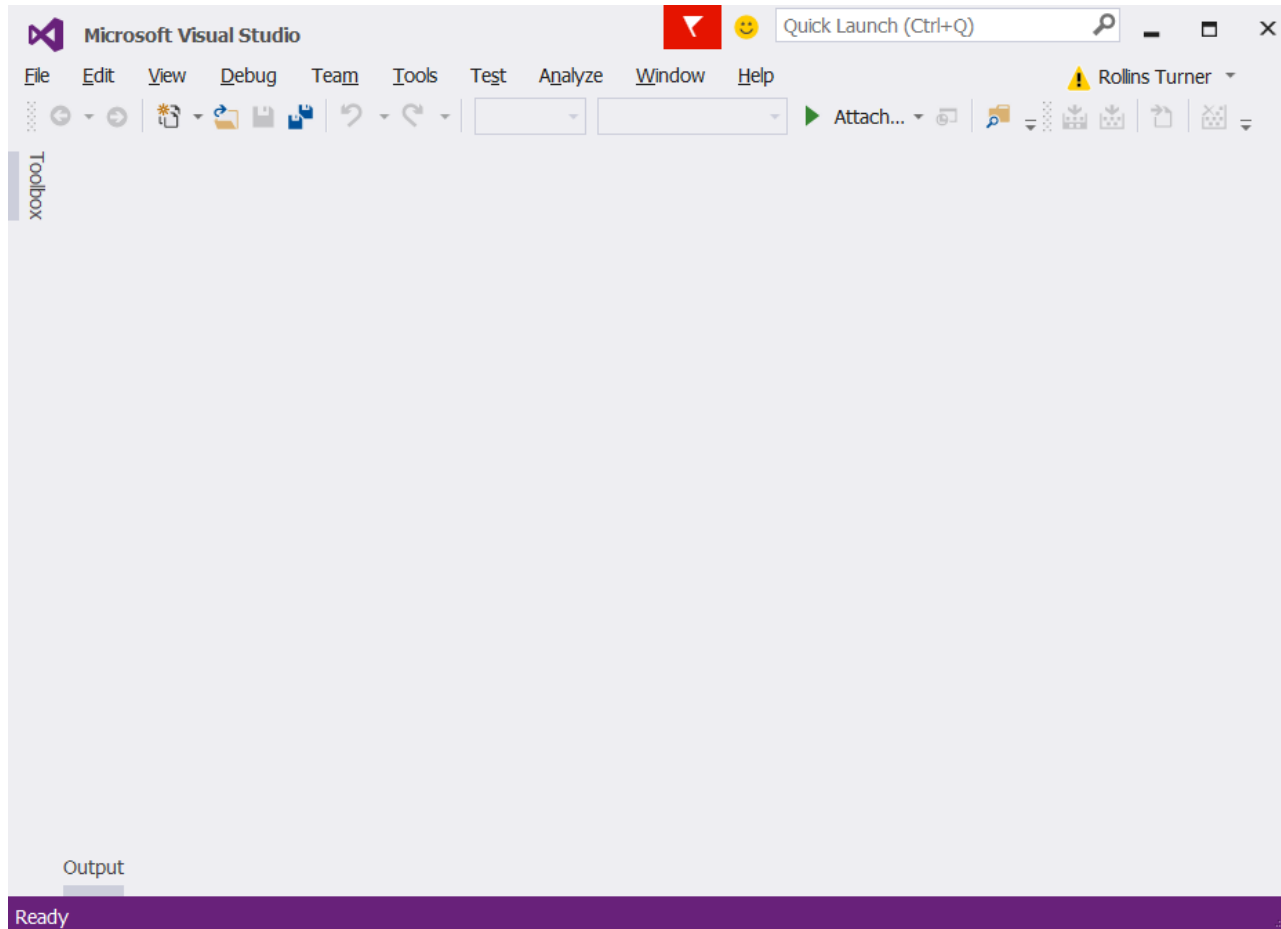 Microsoft Visual Studio Quick Launch (Ctrl+Q)
File Edit View Debug Team Tools Test Analyze Window Help Rollins Turner
Attach...
Toolbox
Output
Ready